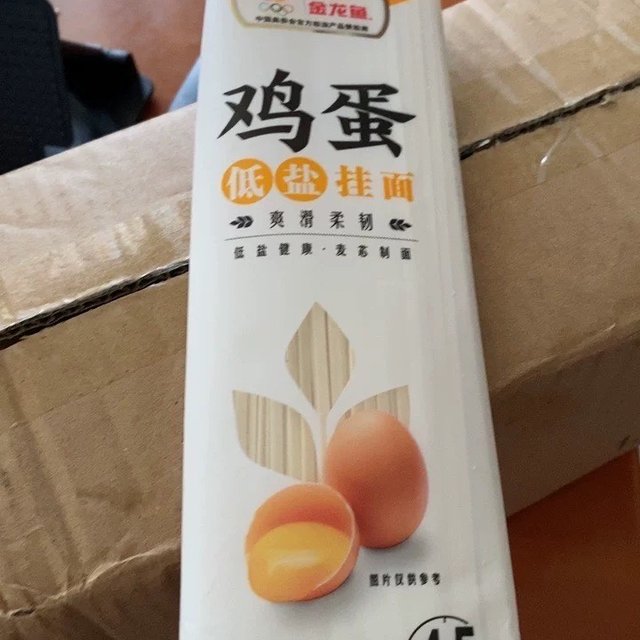 金龙鱼
鸡蛋
低盐挂面
爽滑柔韧
低盐健康·麦芯制面
图片仅供参考